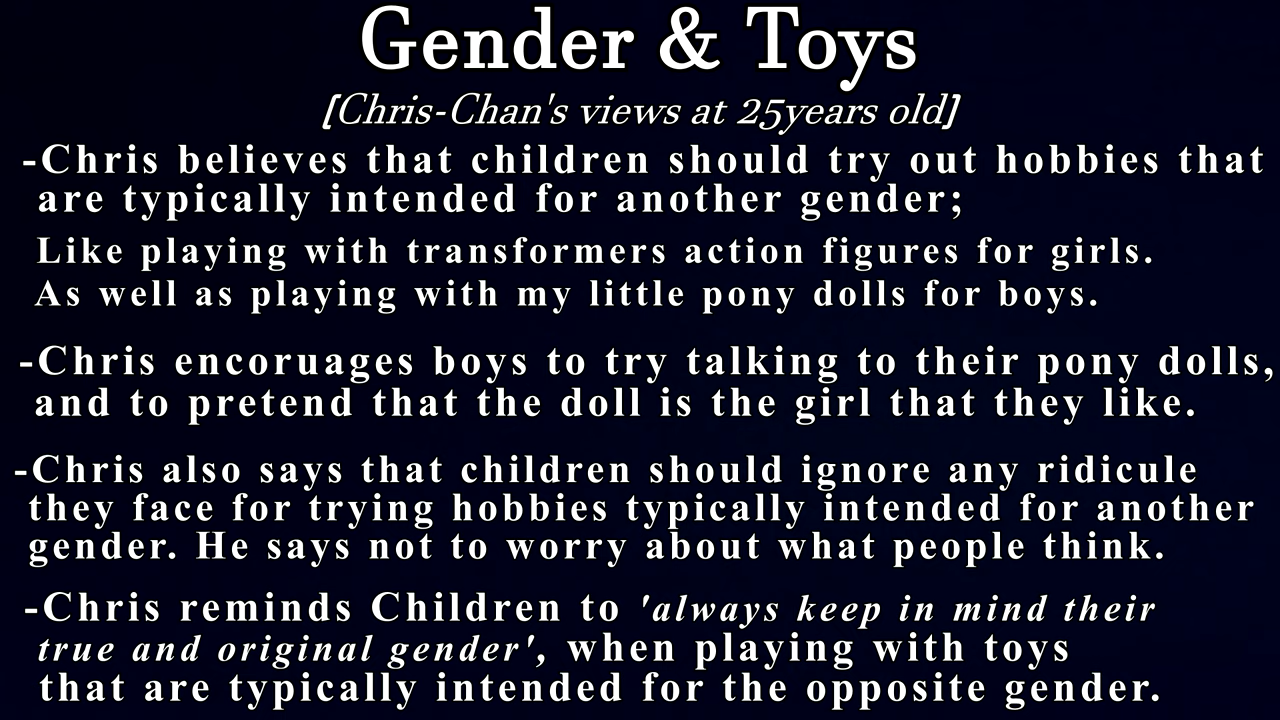 Gender & Toys
[Chris-Chan's views at 25years old]
-Chris believes that children should try out hobbies that
are typically intended for another gender;
Like playing with transformers action figures for girls.
As well as playing with my little pony dolls for boys.
-Chris encoruages boys to try talking to their pony dolls,
and to pretend that the doll is the girl that they like.
-Chris also says that children should ignore any ridicule
they face for trying hobbies typically intended for another
gender. He says not to worry about what people think.
-Chris reminds Children to 'always keep in mind their
true and original gender', when playing with toys
that are typically intended for the opposite gender.